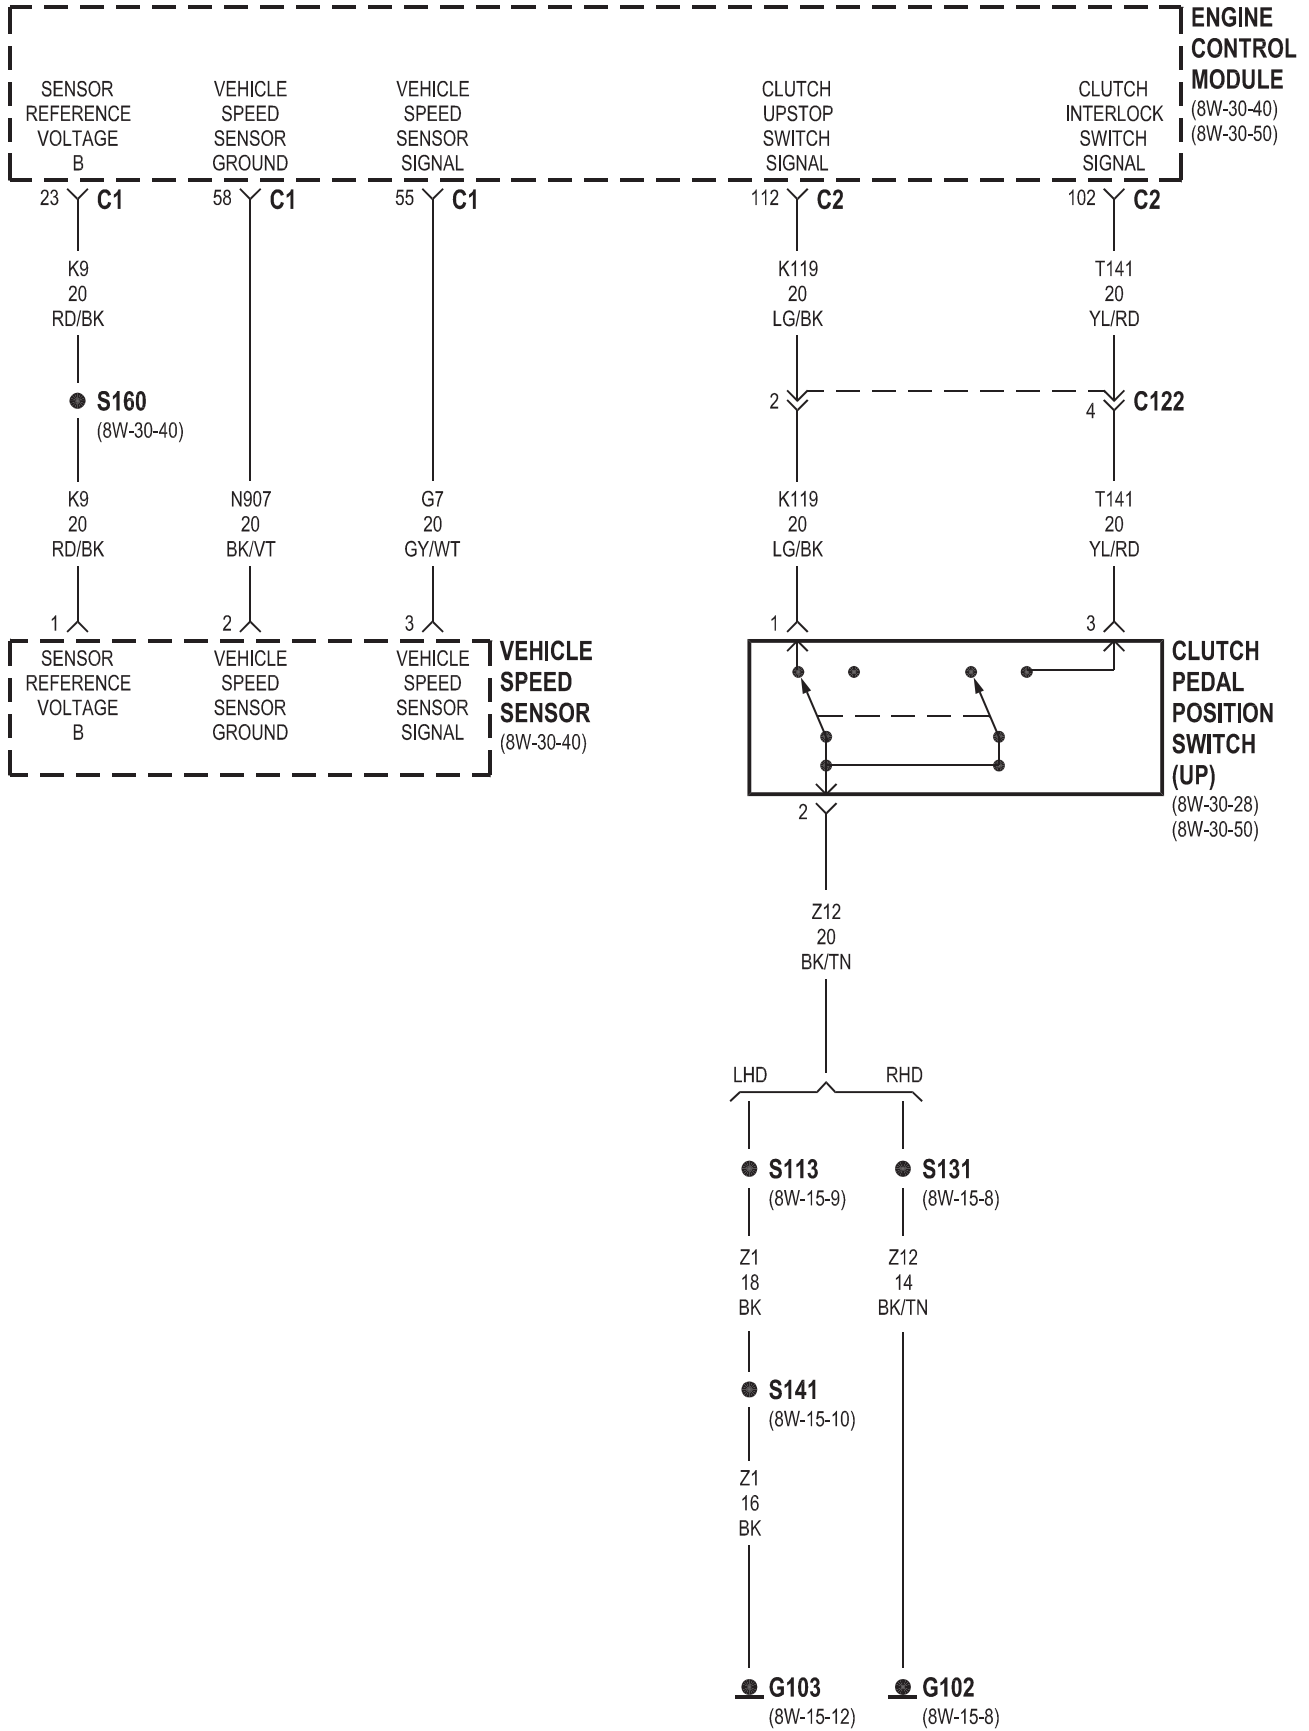 ENGINE
CONTROL
MODULE
(8W-30-40)
(8W-30-50)
SENSOR
REFERENCE
VOLTAGE
B
VEHICLE
SPEED
SENSOR
GROUND
VEHICLE
SPEED
SENSOR
SIGNAL
CLUTCH
UPSTOP
SWITCH
SIGNAL
CLUTCH
INTERLOCK
SWITCH
SIGNAL
23 C1
58 C1
55 C1
112 C2
102 C2
K9
20
RD/BK
K119
20
LG/BK
T141
20
YL/RD
S160
(8W-30-40)
2
4
C122
K9
20
RD/BK
N907
20
BK/VT
G7
20
GY/WT
K119
20
LG/BK
T141
20
YL/RD
1
2
3
1
3
SENSOR
REFERENCE
VOLTAGE
B
VEHICLE
SPEED
SENSOR
GROUND
VEHICLE
SPEED
SENSOR
SIGNAL
VEHICLE
SPEED
SENSOR
(8W-30-40)
CLUTCH
PEDAL
POSITION
SWITCH
(UP)
(8W-30-28)
(8W-30-50)
2
Z12
20
BK/TN
LHD
RHD
S113
(8W-15-9)
S131
(8W-15-8)
Z1
18
BK
Z12
14
BK/TN
S141
(8W-15-10)
Z1
16
BK
G103
(8W-15-12)
G102
(8W-15-8)